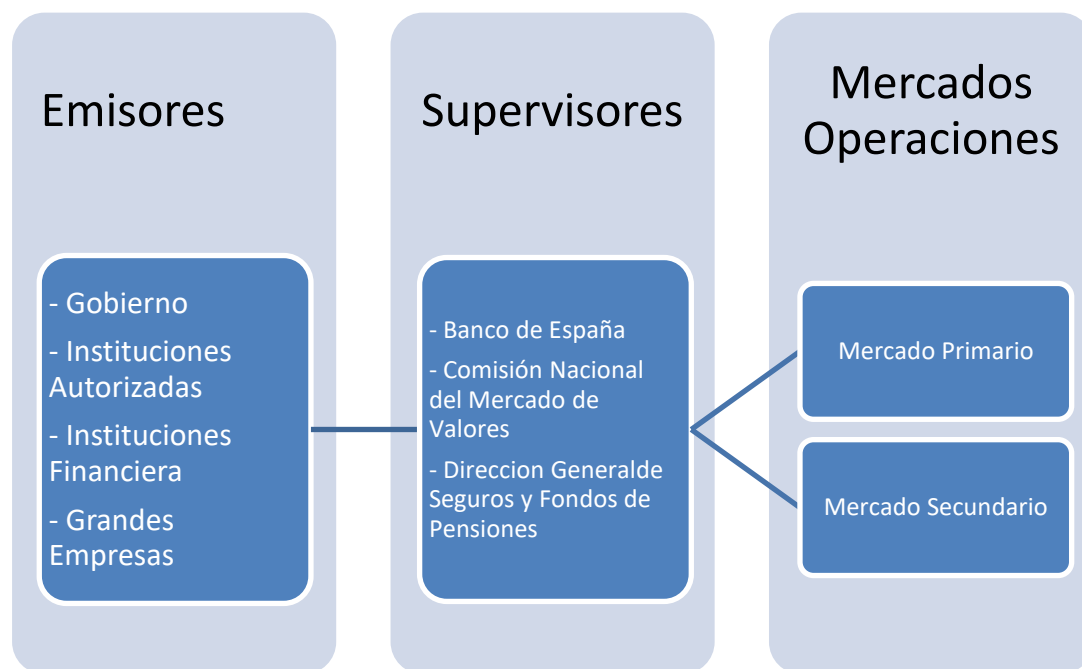 Emisores
- Gobierno
- Instituciones
Autorizadas
- Instituciones
Financiera
- Grandes
Empresas
Supervisores
- Banco de España
- Comisión Nacional
del Mercado de
Valores
- Direccion Generalde
Seguros y Fondos de
Pensiones
Mercados
Operaciones
Mercado Primario
Mercado Secundario